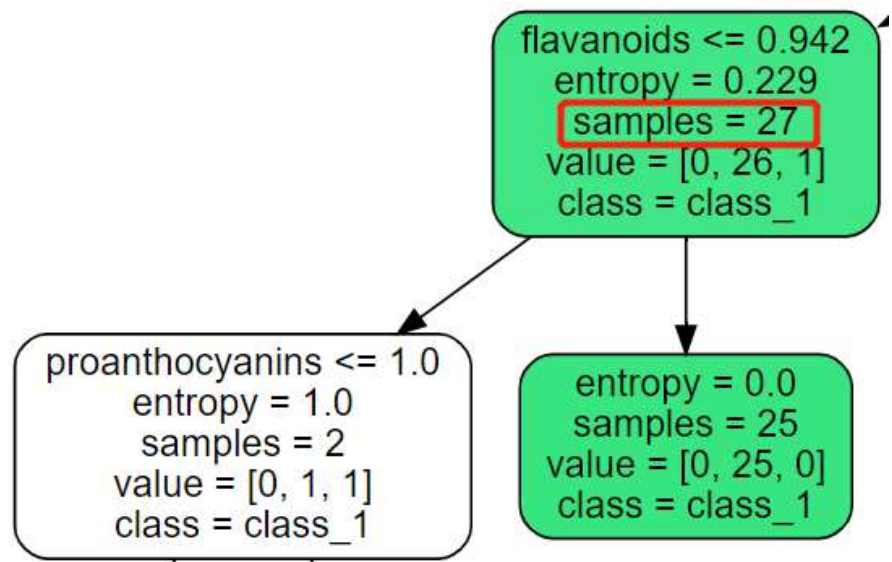 flavanoids <= 0.942
entropy = 0.229
samples = 27
value = [0, 26, 1]
class = class_1
proanthocyanins <= 1.0
entropy = 1.0
samples = 2
value = [0, 1, 1]
class = class_1
entropy = 0.0
samples = 25
value = [0, 25, 0]
class = class_1